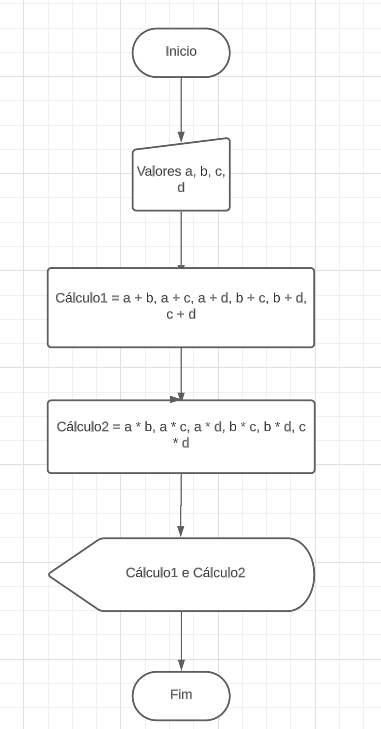 Inicio
Valores a, b, c,
d
Cálculo1 = a + b, a + c, a + d, b + c, b + d,
c + d
Cálculo2 = a * b, a * c, a * d, b * c, b * d, c
* d
Cálculo1 e Cálculo2
Fim